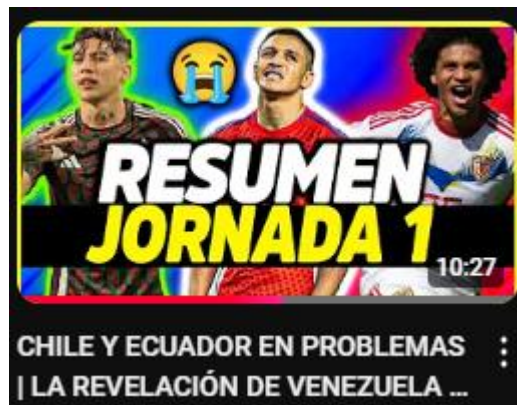 RESUMEN
JORNADA 1
10:27
CHILE Y ECUADOR EN PROBLEMAS
| LA REVELACIÓN DE VENEZUELA ...